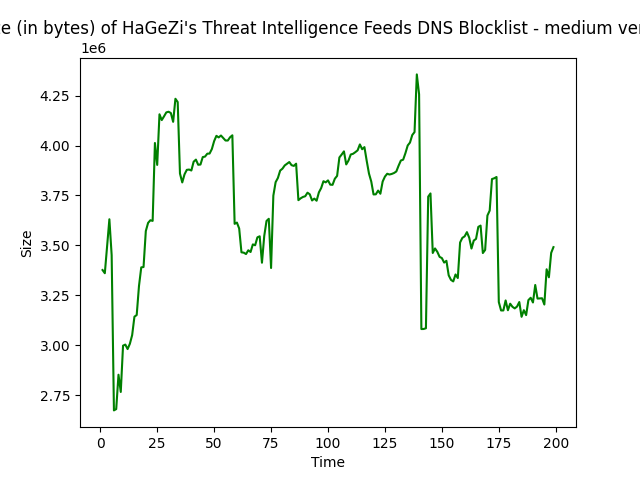 (in bytes) of HaGeZi's Threat Intelligence Feeds DNS Blocklist - medium
1e6
4.25
4.00
3.75
3.50
3.25
3.00
2.75
Size
0 25 50 75 100 125 150 175 200
Time